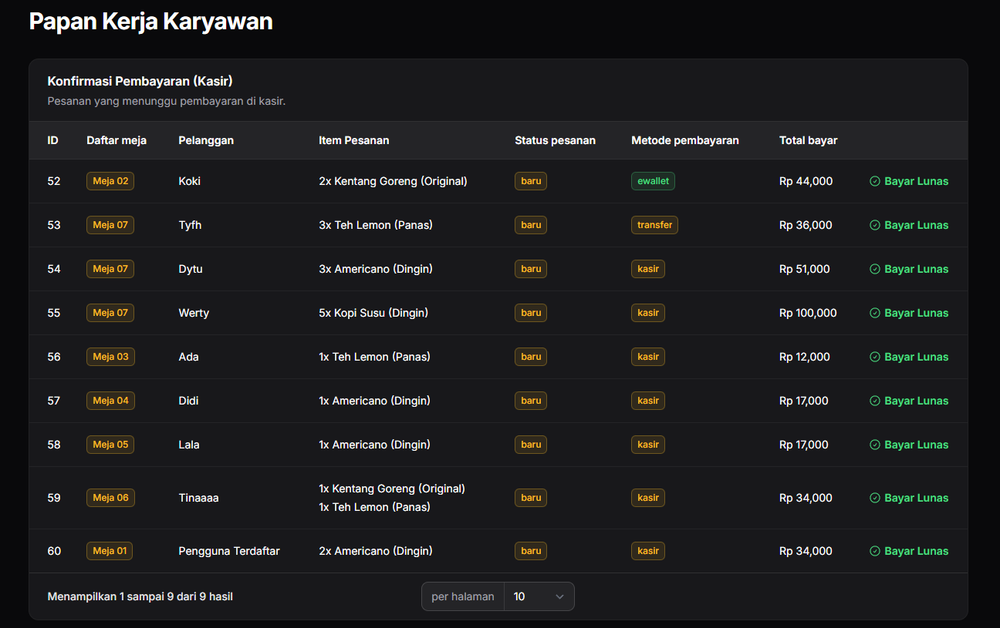 Papan Kerja Karyawan
Konfirmasi Pembayaran (Kasir)
Pesanan yang menunggu pembayaran di kasir.
ID Daftar meja Pelanggan Item Pesanan Status pesanan Metode pembayaran Total bayar
52 Meja 02 Koki 2x Kentang Goreng (Original) baru ewallet Rp 44,000 Bayar Lunas
53 Meja 07 Tyfh 3x Teh Lemon (Panas) baru transfer Rp 36,000 Bayar Lunas
54 Meja 07 Dytu 3x Americano (Dingin) baru kasir Rp 51,000 Bayar Lunas
55 Meja 07 Werty 5x Kopi Susu (Dingin) baru kasir Rp 100,000 Bayar Lunas
56 Meja 03 Ada 1x Teh Lemon (Panas) baru kasir Rp 12,000 Bayar Lunas
57 Meja 04 Didi 1x Americano (Dingin) baru kasir Rp 17,000 Bayar Lunas
58 Meja 05 Lala 1x Americano (Dingin) baru kasir Rp 17,000 Bayar Lunas
59 Meja 06 Tinaaaa 1x Kentang Goreng (Original) baru kasir Rp 34,000 Bayar Lunas
1x Teh Lemon (Panas)
60 Meja 01 Pengguna Terdaftar 2x Americano (Dingin) baru kasir Rp 34,000 Bayar Lunas
Menampilkan 1 sampai 9 dari 9 hasil per halaman 10